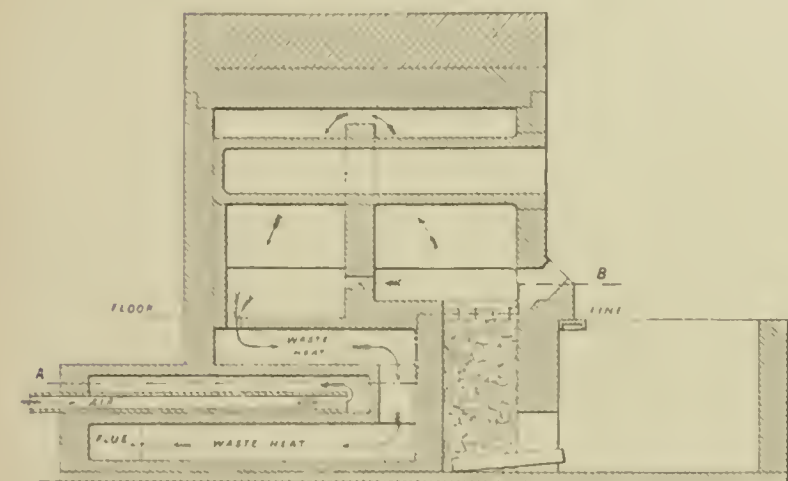 B
FLOOR
LINE
WASTE
HEAT
A
AIR
FLUE
WASTE HEAT